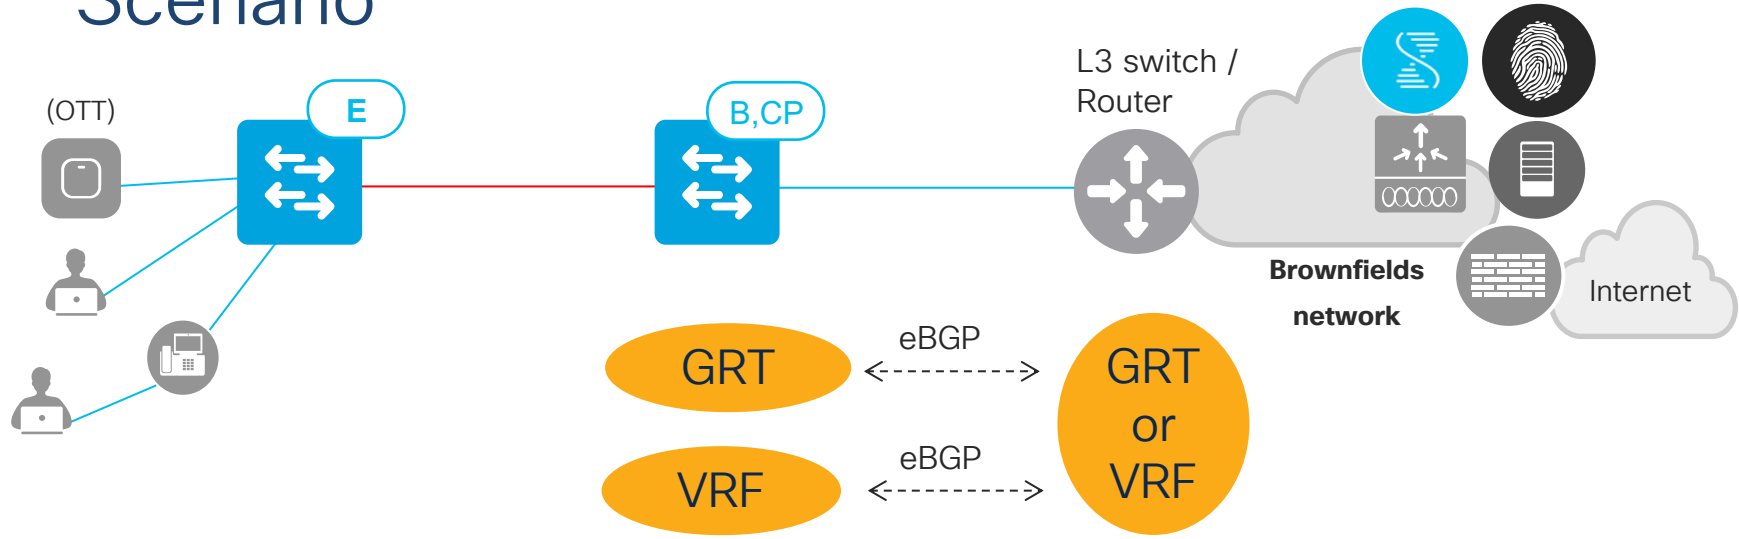 Scenario
(OTT)
E
B,CP
L3 switch /
Router
Brownfields
network
Internet
GRT
eBGP
GRT
or
VRF
VRF
eBGP